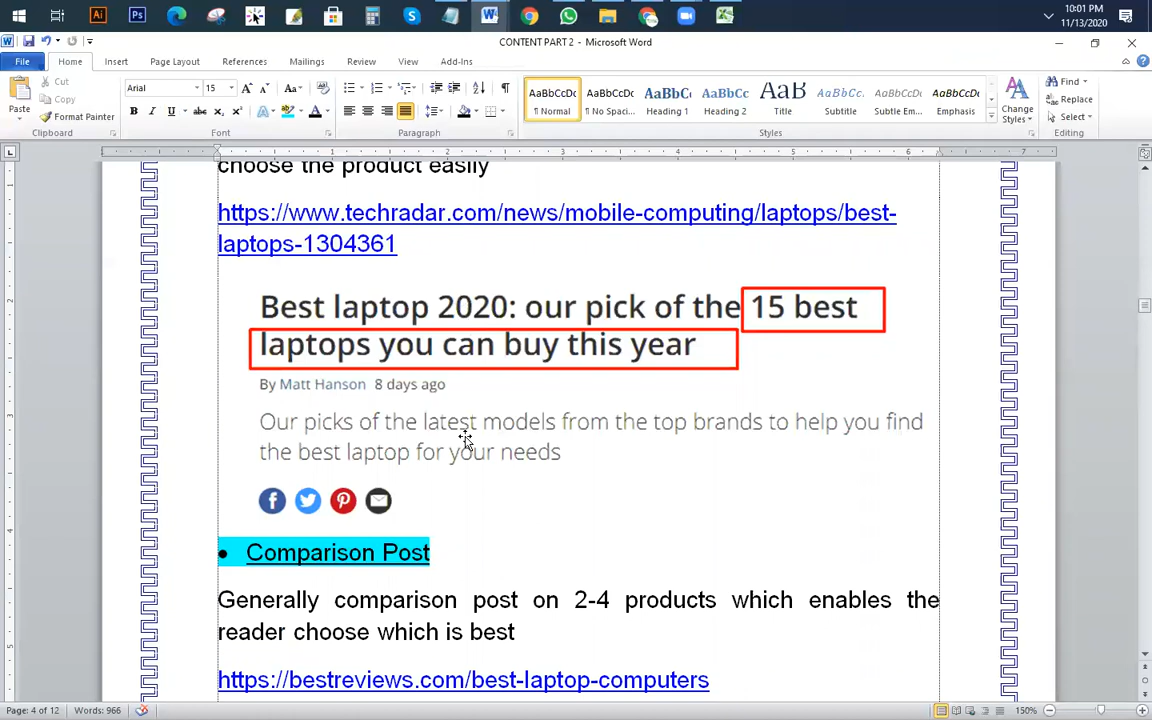 10:01 PM
11/13/2020
CONTENT PART 2 - Microsoft Word
File Home Insert Page Layout References Mailings Review View Add-Ins
Paste
Cut
Copy
Format Painter
Clipboard
Arial 15
Font
Paragraph
AaBbCcDc AaBbCcDc AaBbC AaBbCc AaB AaBbCc. AaBbCcDc AaBbCcDc
¶ Normal ¶ No Spaci... Heading 1 Heading 2 Title Subtitle Subtle Em... Emphasis
Change Styles
Styles
Find
Replace
Select
Editing
choose the product easily
https://www.techradar.com/news/mobile-computing/laptops/best-
laptops-1304361
Best laptop 2020: our pick of the 15 best
laptops you can buy this year
By Matt Hanson 8 days ago
Our picks of the latest models from the top brands to help you find
the best laptop for your needs
• Comparison Post
Generally comparison post on 2-4 products which enables the
reader choose which is best
https://bestreviews.com/best-laptop-computers
Page: 4 of 12 Words: 966 150%